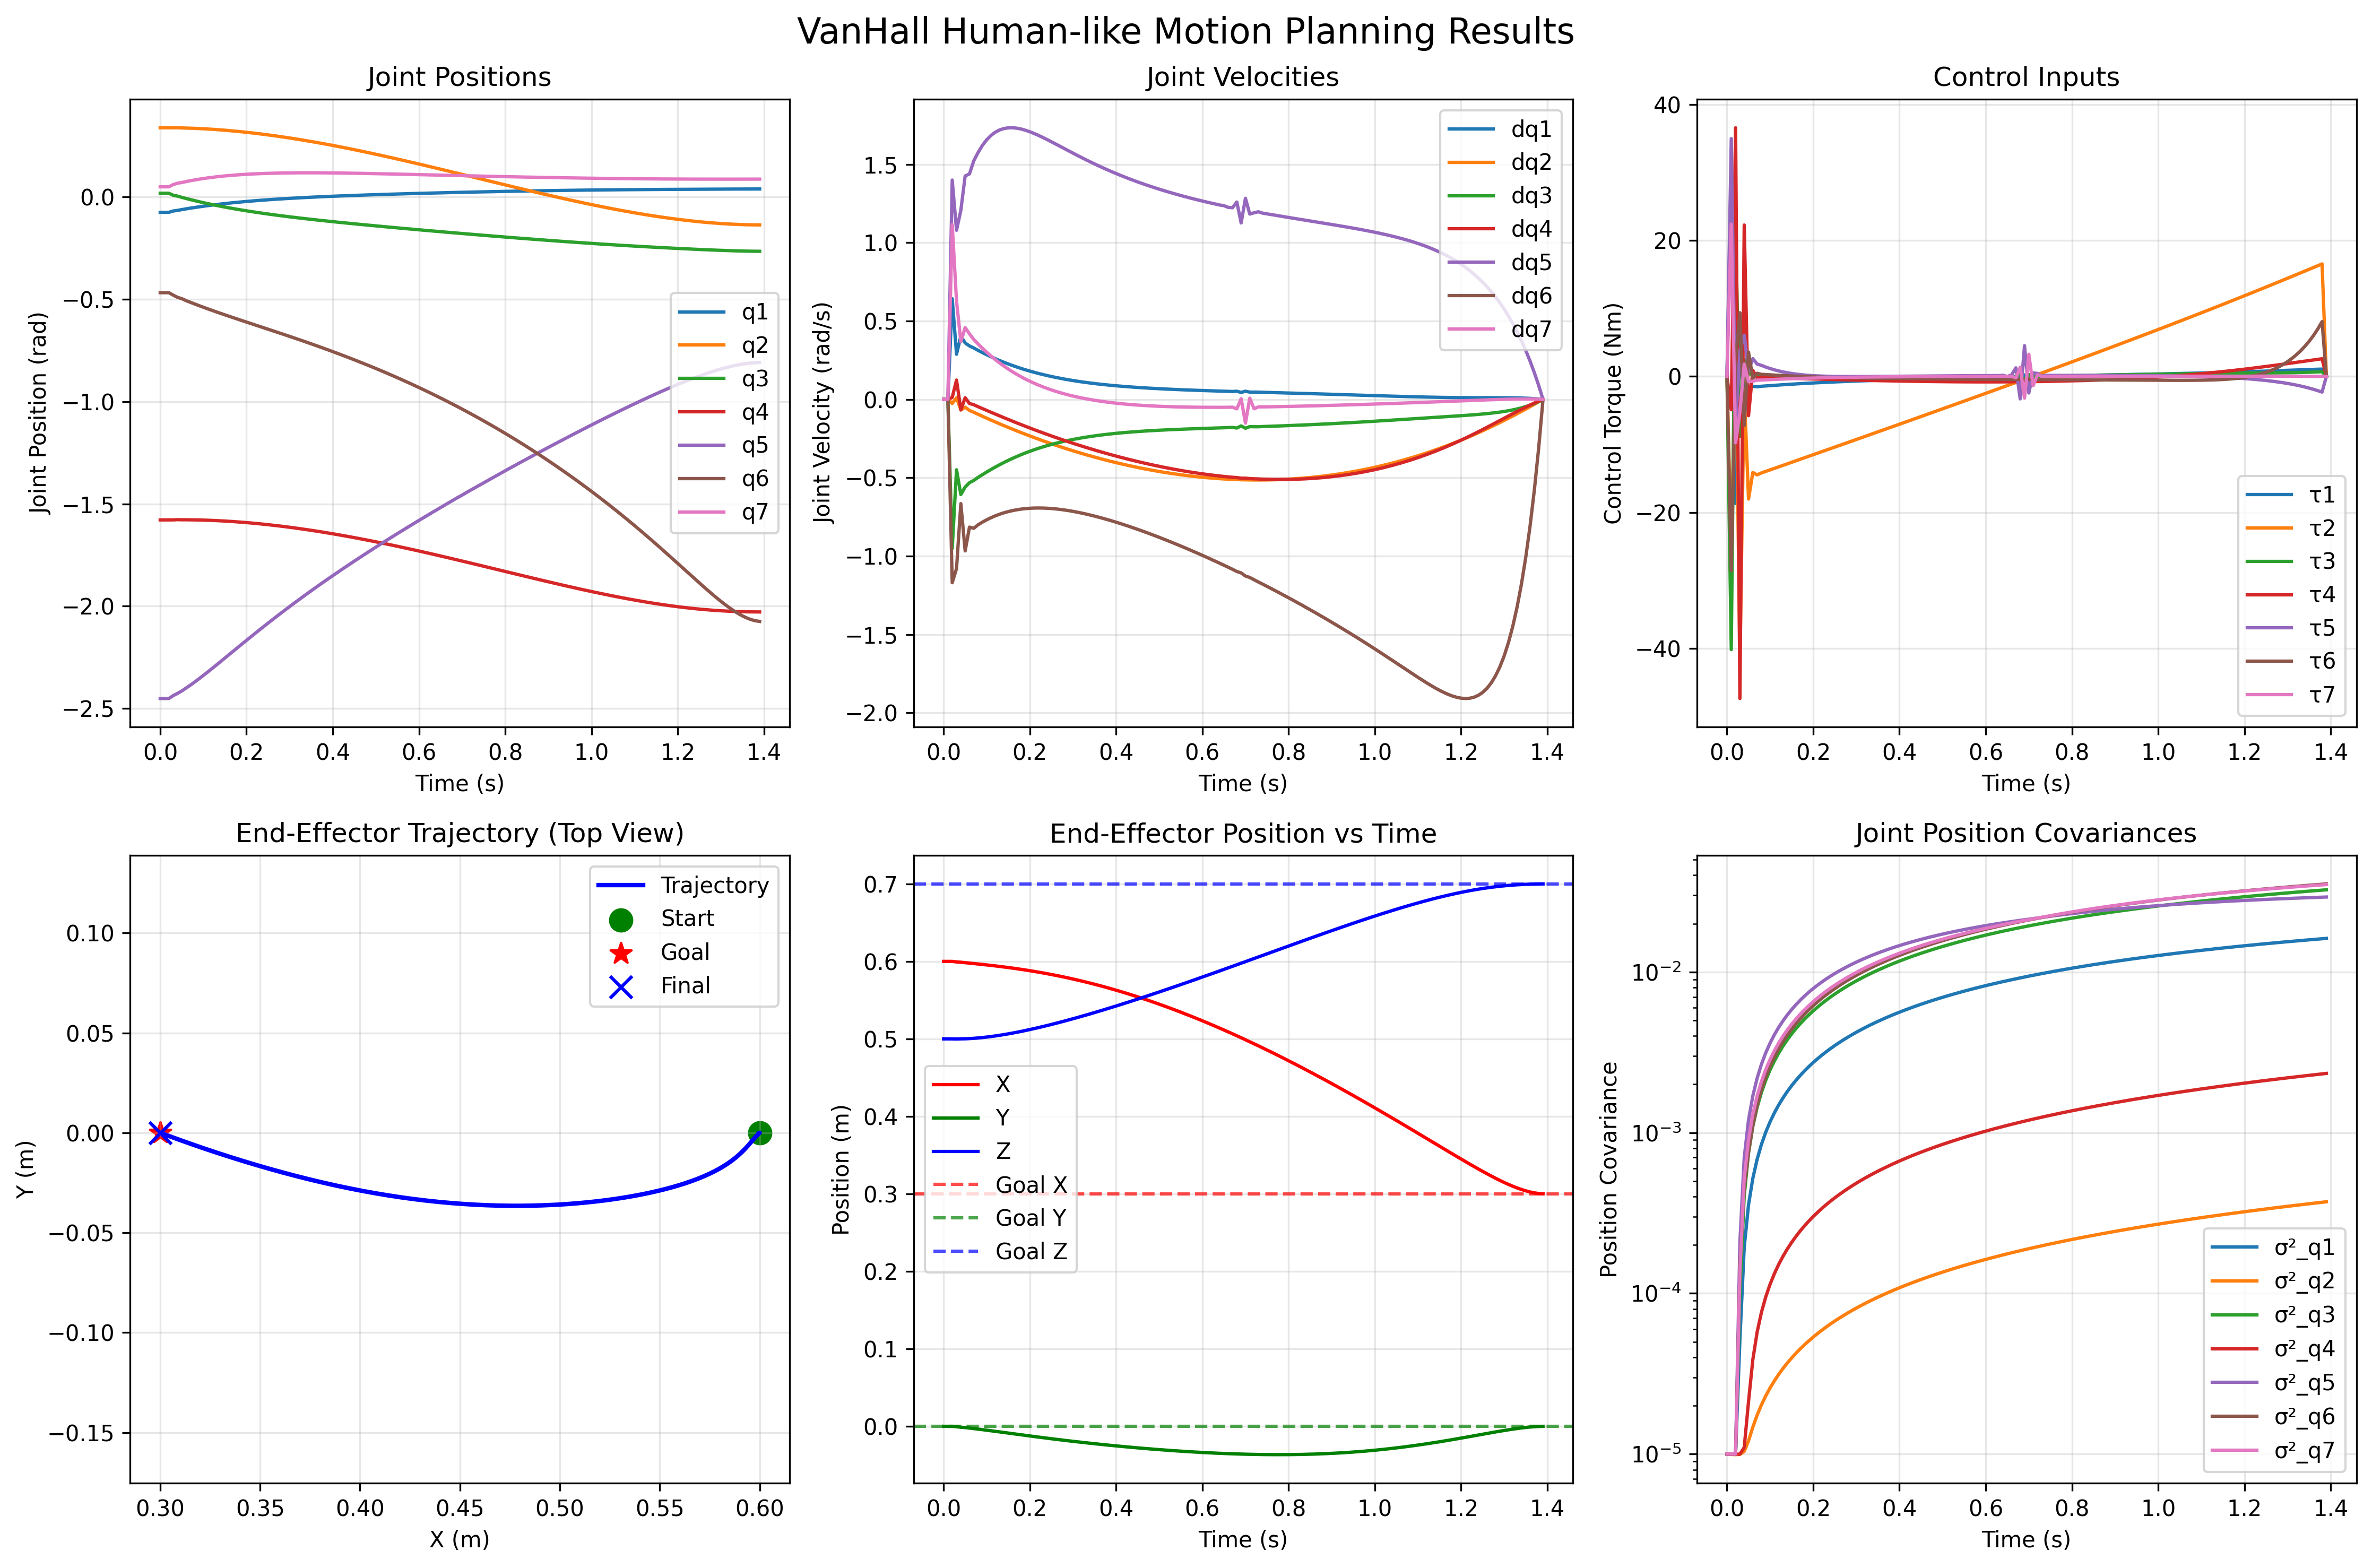 VanHall Human-like Motion Planning Results
Joint Positions
Joint Position (rad)
0.0
−0.5
−1.0
−1.5
−2.0
−2.5
q1
q2
q3
q4
q5
q6
q7
0.0 0.2 0.4 0.6 0.8 1.0 1.2 1.4
Time (s)
Joint Velocities
Joint Velocity (rad/s)
1.5
1.0
0.5
0.0
−0.5
−1.0
−1.5
−2.0
dq1
dq2
dq3
dq4
dq5
dq6
dq7
0.0 0.2 0.4 0.6 0.8 1.0 1.2 1.4
Time (s)
Control Inputs
Control Torque (Nm)
40
20
0
−20
−40
τ1
τ2
τ3
τ4
τ5
τ6
τ7
0.0 0.2 0.4 0.6 0.8 1.0 1.2 1.4
Time (s)
End-Effector Trajectory (Top View)
Y (m)
0.10
0.05
0.00
−0.05
−0.10
−0.15
Trajectory
Start
Goal
Final
0.30 0.35 0.40 0.45 0.50 0.55 0.60
X (m)
End-Effector Position vs Time
Position (m)
0.7
0.6
0.5
0.4
0.3
0.2
0.1
0.0
X
Y
Z
Goal X
Goal Y
Goal Z
0.0 0.2 0.4 0.6 0.8 1.0 1.2 1.4
Time (s)
Joint Position Covariances
Position Covariance
10⁻²
10⁻³
10⁻⁴
10⁻⁵
σ²_q1
σ²_q2
σ²_q3
σ²_q4
σ²_q5
σ²_q6
σ²_q7
0.0 0.2 0.4 0.6 0.8 1.0 1.2 1.4
Time (s)